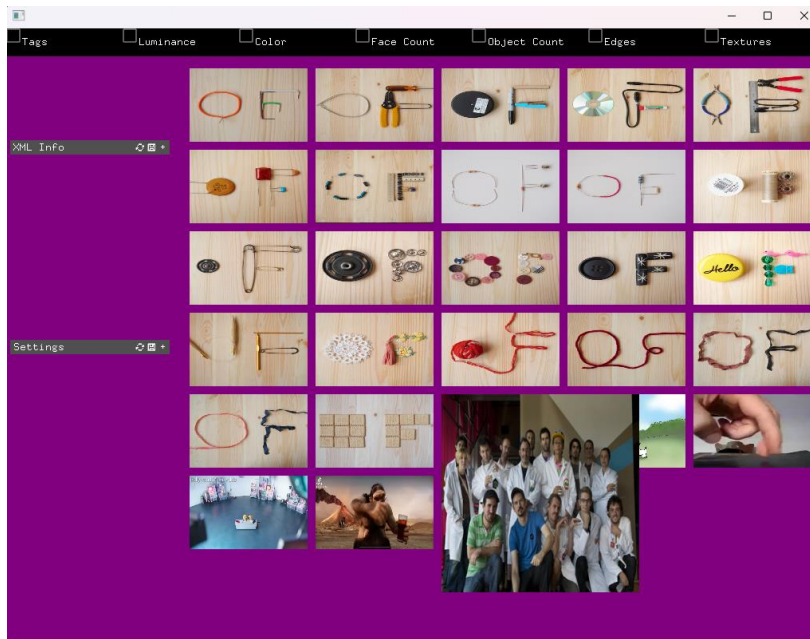 Tags
Luminance
Color
Face Count
Object Count
Edges
Textures
XML Info
Settings
Hello